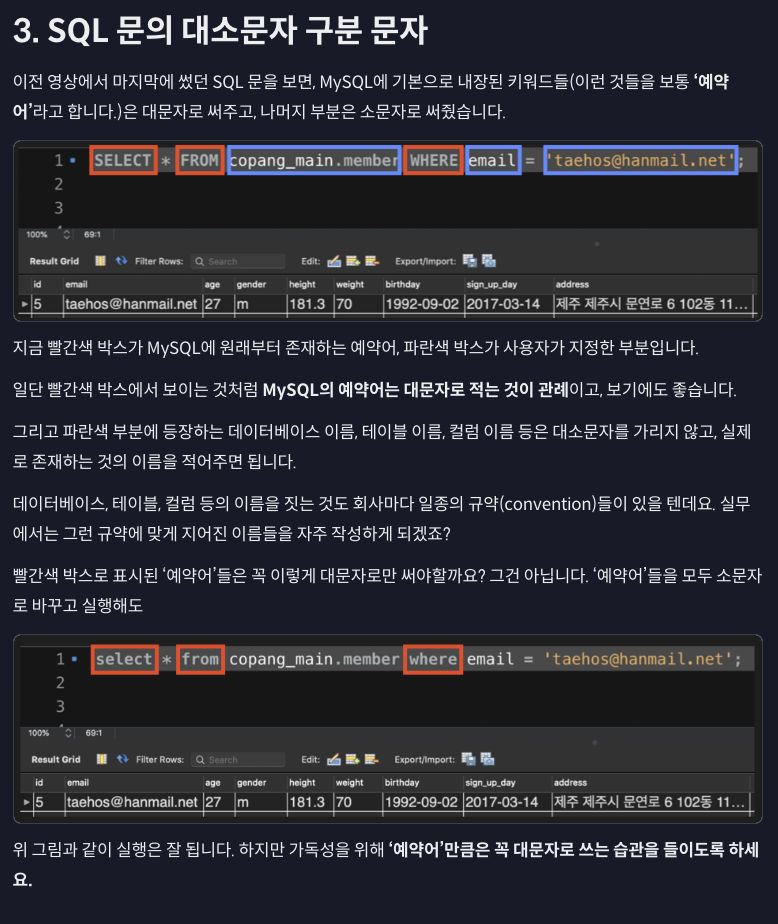 3. SQL 문의 대소문자 구분 문자
이전 영상에서 마지막에 썼던 SQL 문을 보면, MySQL에 기본으로 내장된 키워드들(이런 것들을 보통 ‘예약
어’라고 합니다.)은 대문자로 써주고, 나머지 부분은 소문자로 써줬습니다.
1 SELECT * FROM copang_main.member WHERE email = 'taehos@hanmail.net';
2
3
100% 69:1
Result Grid Filter Rows: Search Edit: Export/Import:
id email age gender height weight birthday sign_up_day address
5 taehos@hanmail.net 27 m 181.3 70 1992-09-02 2017-03-14 제주 제주시 문연로 6 102동 11...
지금 빨간색 박스가 MySQL에 원래부터 존재하는 예약어, 파란색 박스가 사용자가 지정한 부분입니다.
일단 빨간색 박스에서 보이는 것처럼 MySQL의 예약어는 대문자로 적는 것이 관례이고, 보기에도 좋습니다.
그리고 파란색 부분에 등장하는 데이터베이스 이름, 테이블 이름, 컬럼 이름 등은 대소문자를 가리지 않고, 실제
로 존재하는 것의 이름을 적어주면 됩니다.
데이터베이스, 테이블, 컬럼 등의 이름을 짓는 것도 회사마다 일종의 규약(convention)들이 있을 텐데요. 실무
에서는 그런 규약에 맞게 지어진 이름들을 자주 작성하게 되겠죠?
빨간색 박스로 표시된 ‘예약어’들은 꼭 이렇게 대문자로만 써야할까요? 그건 아닙니다. ‘예약어’들을 모두 소문자
로 바꾸고 실행해도
1 select * from copang_main.member where email = 'taehos@hanmail.net';
2
3
100% 69:1
Result Grid Filter Rows: Search Edit: Export/Import:
id email age gender height weight birthday sign_up_day address
5 taehos@hanmail.net 27 m 181.3 70 1992-09-02 2017-03-14 제주 제주시 문연로 6 102동 11...
위 그림과 같이 실행은 잘 됩니다. 하지만 가독성을 위해 ‘예약어’만큼은 꼭 대문자로 쓰는 습관을 들이도록 하세
요.